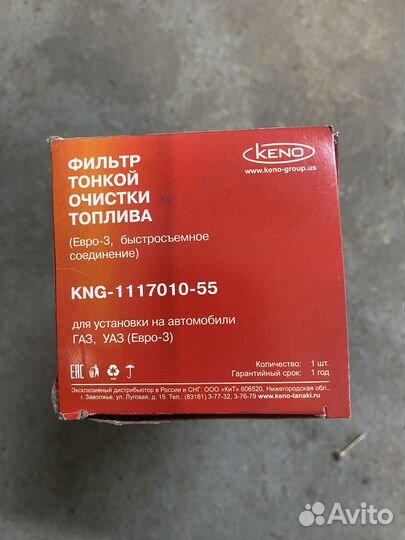 KENO
www.keno-group.us
ФИЛЬТР
ТОНКОЙ
ОЧИСТКИ
ТОПЛИВА
(Евро-3, быстросъемное
соединение)
KNG-1117010-55
для установки на автомобили
ГАЗ, УАЗ (Евро-3)
Количество: 1 шт.
Гарантийный срок: 1 год
EAC
Эксклюзивный дистрибьютор в России и СНГ: ООО «КиТ» 606520, Нижегородская обл.,
г. Заволжье, ул. Луговая, д. 15. Тел.: (83161) 3-77-32, 3-76-79 www.keno-tanaki.ru
Avito